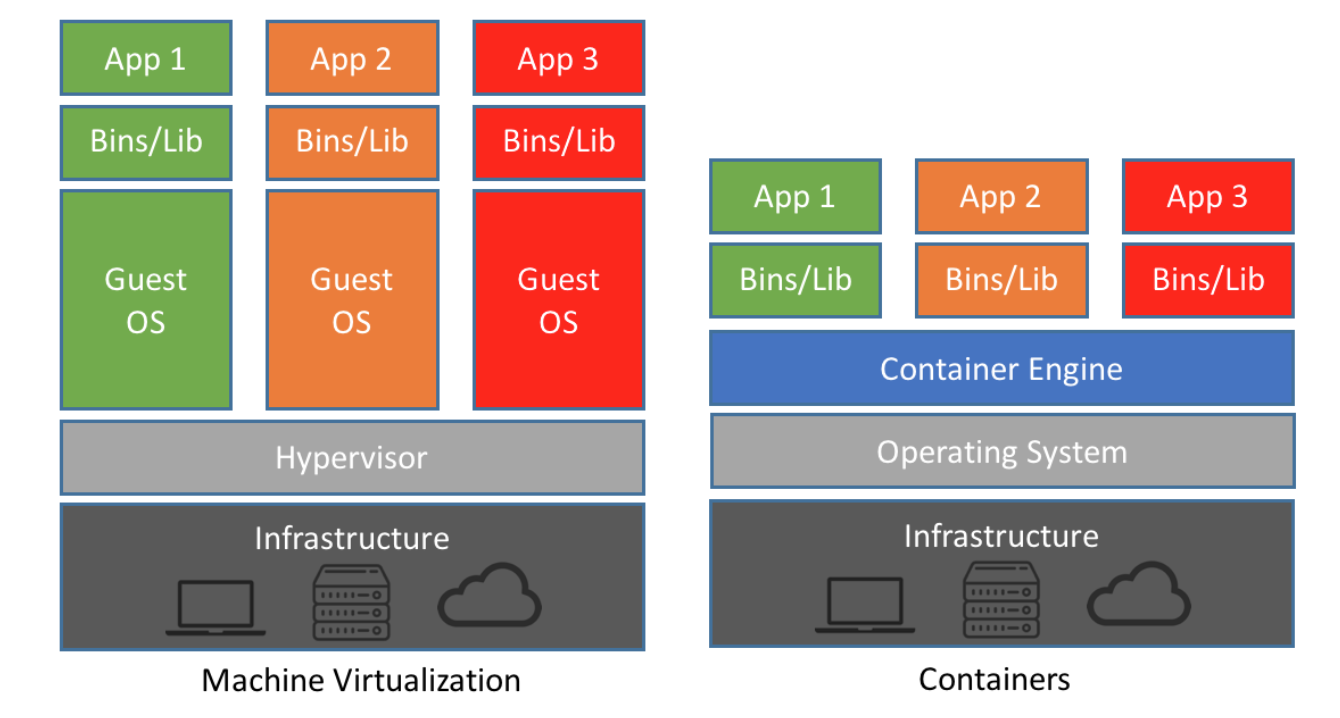 App 1
App 2
App 3
Bins/Lib
Bins/Lib
Bins/Lib
Guest
OS
Guest
OS
Guest
OS
Hypervisor
Infrastructure
Machine Virtualization
App 1
App 2
App 3
Bins/Lib
Bins/Lib
Bins/Lib
Container Engine
Operating System
Infrastructure
Containers